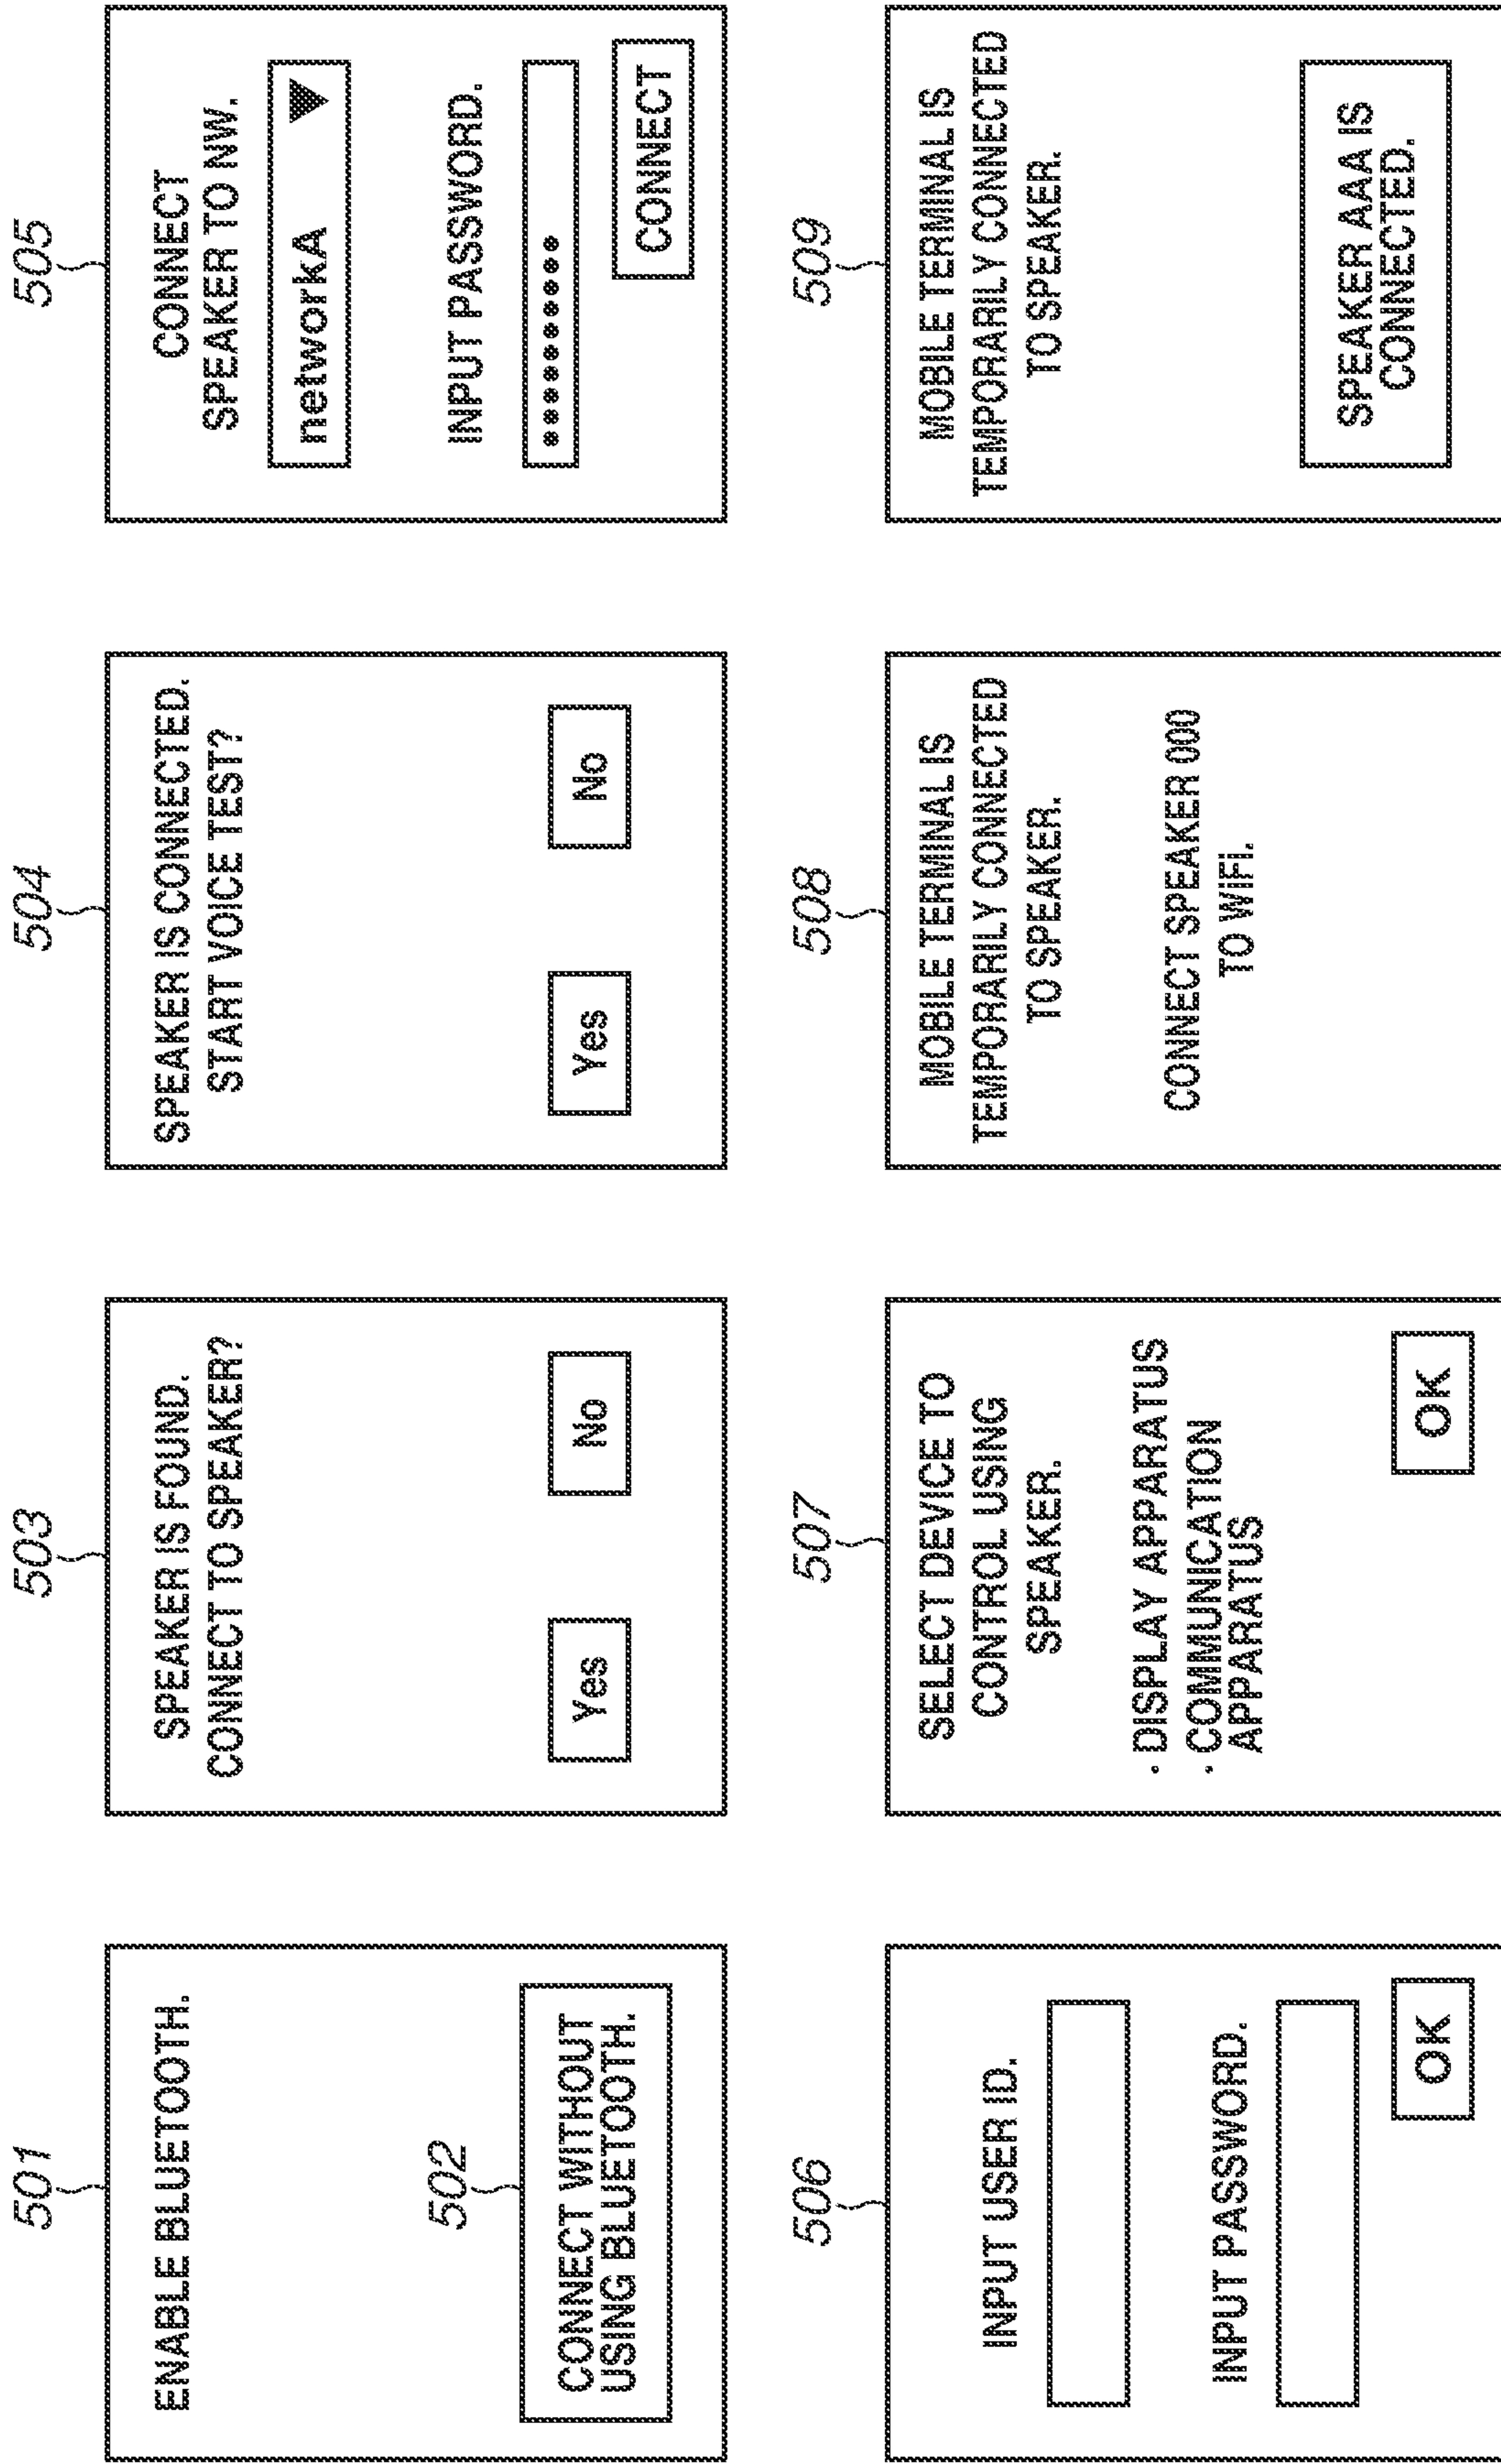 501
ENABLE BLUETOOTH.
502
CONNECT WITHOUT
USING BLUETOOTH.
503
SPEAKER IS FOUND.
CONNECT TO SPEAKER?
Yes
No
504
SPEAKER IS CONNECTED.
START VOICE TEST?
Yes
No
505
CONNECT
SPEAKER TO NW.
networkA
INPUT PASSWORD.
CONNECT
506
INPUT USER ID.
INPUT PASSWORD.
OK
507
SELECT DEVICE TO
CONTROL USING
SPEAKER.
· DISPLAY APPARATUS
· COMMUNICATION
APPARATUS
OK
508
MOBILE TERMINAL IS
TEMPORARILY CONNECTED
TO SPEAKER.
CONNECT SPEAKER 000
TO WIFI.
509
MOBILE TERMINAL IS
TEMPORARILY CONNECTED
TO SPEAKER.
SPEAKER AAA IS
CONNECTED.